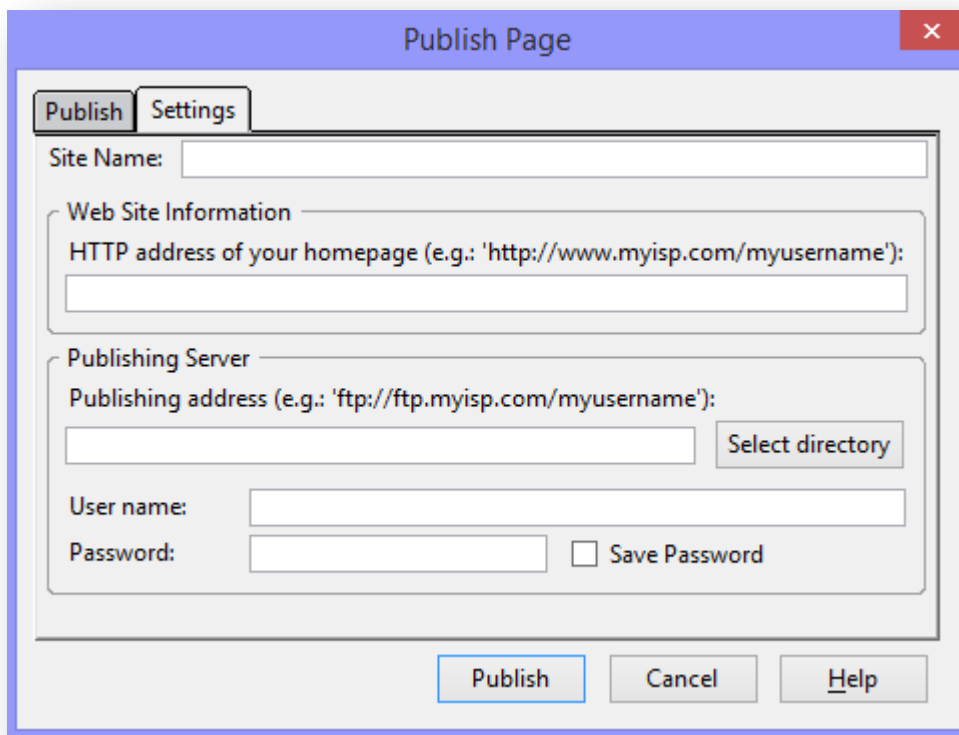 Publish Page
Publish Settings
Site Name:
Web Site Information
HTTP address of your homepage (e.g.: 'http://www.myisp.com/myusername'):
Publishing Server
Publishing address (e.g.: 'ftp://ftp.myisp.com/myusername'):
Select directory
User name:
Password: Save Password
Publish Cancel Help